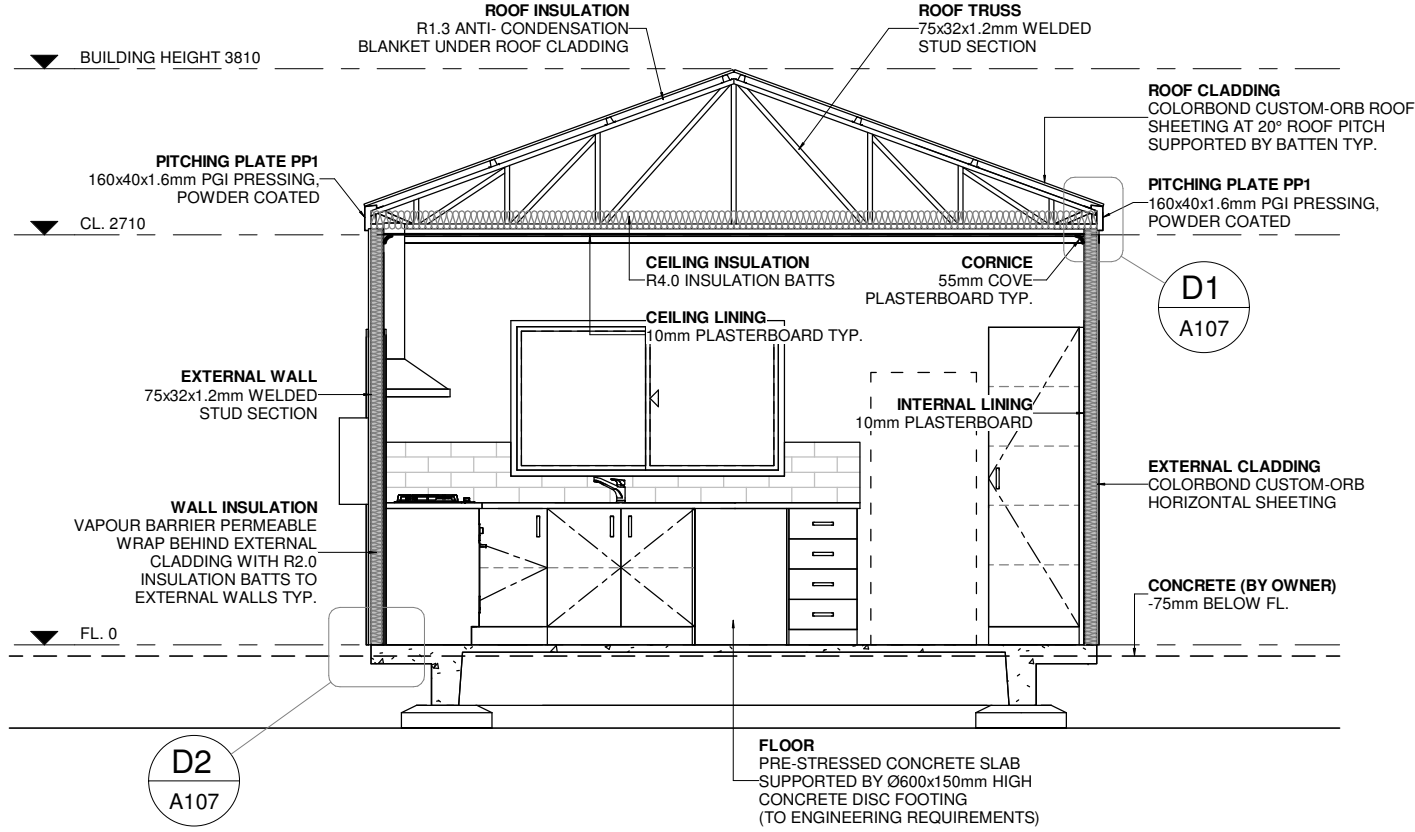 ROOF INSULATION
R1.3 ANTI- CONDENSATION
BLANKET UNDER ROOF CLADDING
ROOF TRUSS
75x32x1.2mm WELDED
STUD SECTION
BUILDING HEIGHT 3810
ROOF CLADDING
COLORBOND CUSTOM-ORB ROOF
SHEETING AT 20° ROOF PITCH
SUPPORTED BY BATTEN TYP.
PITCHING PLATE PP1
160x40x1.6mm PGI PRESSING,
POWDER COATED
PITCHING PLATE PP1
160x40x1.6mm PGI PRESSING,
POWDER COATED
CL. 2710
CEILING INSULATION
R4.0 INSULATION BATTS
CORNICE
55mm COVE
PLASTERBOARD TYP.
D1
A107
CEILING LINING
10mm PLASTERBOARD TYP.
EXTERNAL WALL
75x32x1.2mm WELDED
STUD SECTION
INTERNAL LINING
10mm PLASTERBOARD
EXTERNAL CLADDING
COLORBOND CUSTOM-ORB
HORIZONTAL SHEETING
WALL INSULATION
VAPOUR BARRIER PERMEABLE
WRAP BEHIND EXTERNAL
CLADDING WITH R2.0
INSULATION BATTS TO
EXTERNAL WALLS TYP.
CONCRETE (BY OWNER)
-75mm BELOW FL.
FL. 0
D2
A107
FLOOR
PRE-STRESSED CONCRETE SLAB
SUPPORTED BY Ø600x150mm HIGH
CONCRETE DISC FOOTING
(TO ENGINEERING REQUIREMENTS)